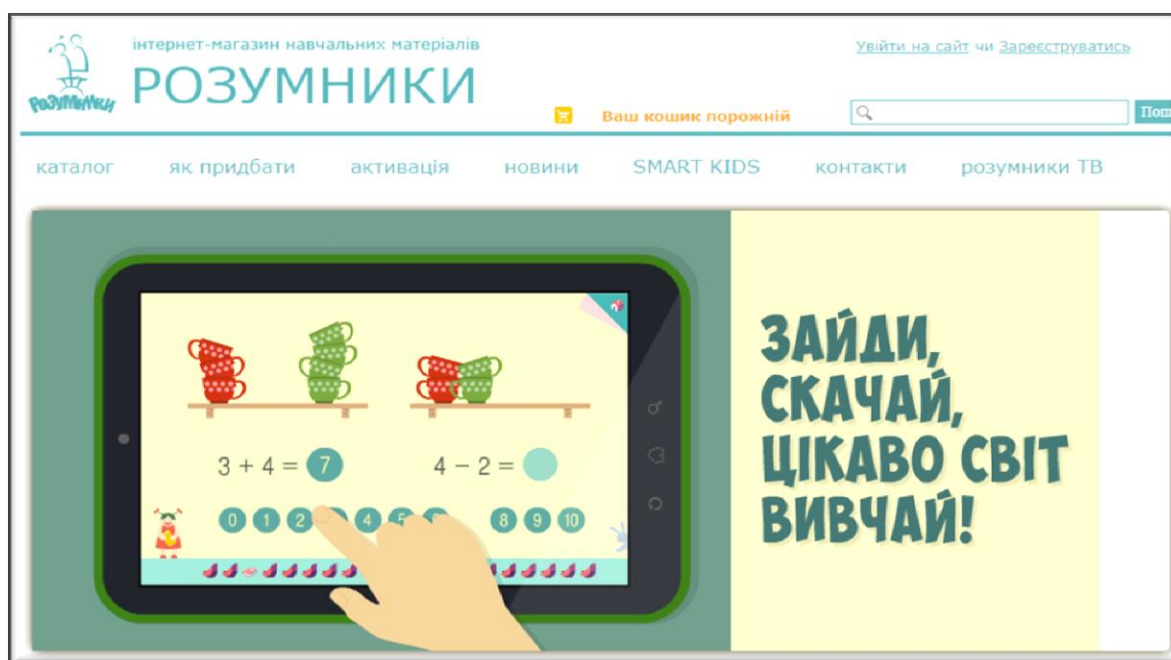 інтернет-магазин навчальних матеріалів
РОЗУМНИКИ
РОЗУМНИКИ
Увійти на сайт чи Зареєструватись
Ваш кошик порожній
каталог як придбати активація новини SMART KIDS контакти розумники ТВ
3 + 4 = 7
4 − 2 =
0 1 2 4 5 8 9 10
ЗАЙДИ,
СКАЧАЙ,
ЦІКАВО СВІТ
ВИВЧАЙ!